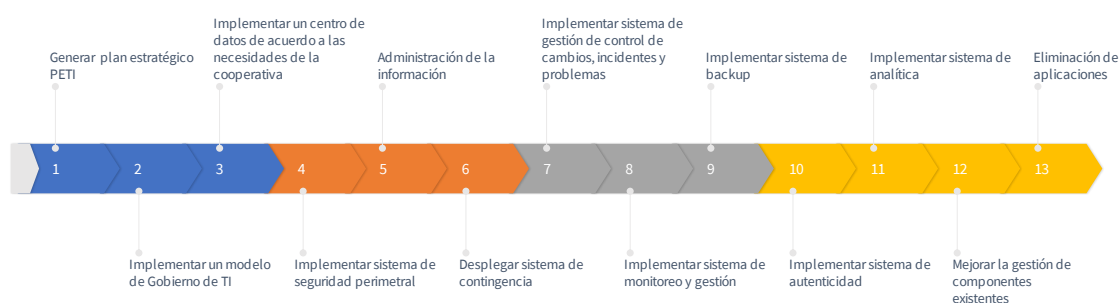 Generar plan estratégico
PETI
Implementar un centro de
datos de acuerdo a las
necesidades de la
cooperativa
Administración de la
información
Implementar sistema de
gestión de control de
cambios, incidentes y
problemas
Implementar sistema de
backup
Implementar sistema de
analítica
Eliminación de
aplicaciones
1
2
3
4
5
6
7
8
9
10
11
12
13
Implementar un modelo
de Gobierno de TI
Implementar sistema de
seguridad perimetral
Desplegar sistema de
contingencia
Implementar sistema de
monitoreo y gestión
Implementar sistema de
autenticidad
Mejorar la gestión de
componentes
existentes